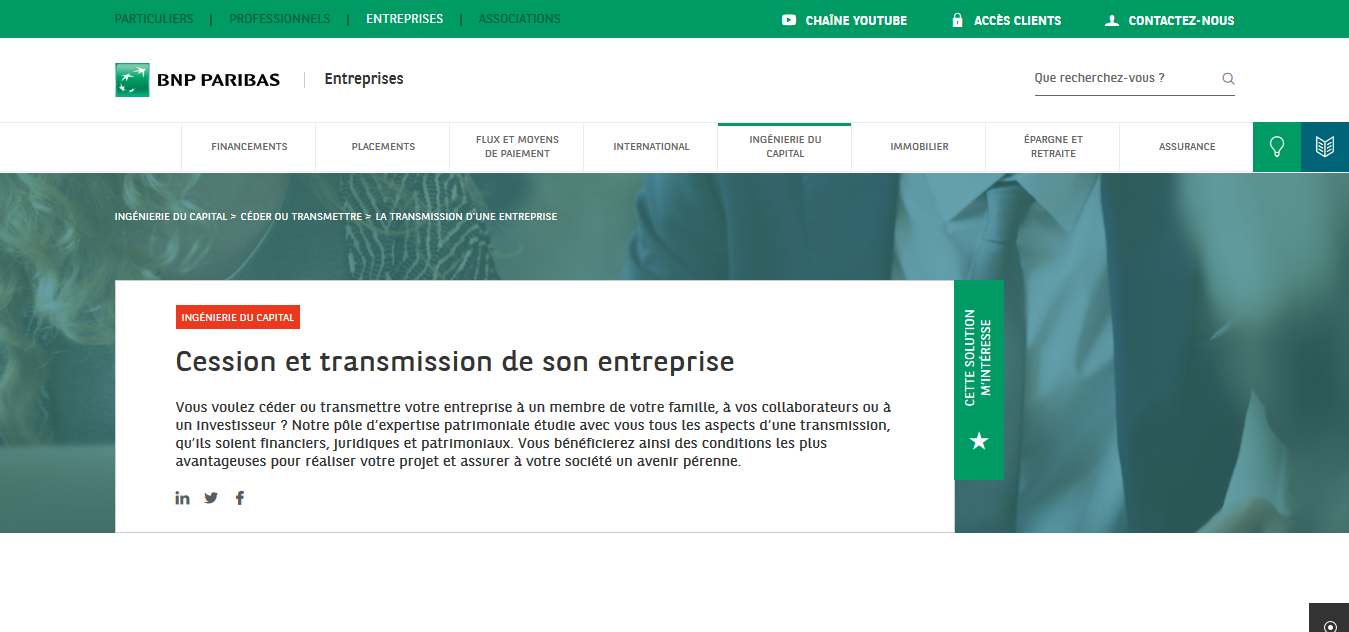 PARTICULIERS | PROFESSIONNELS | ENTREPRISES | ASSOCIATIONS
CHAÎNE YOUTUBE
ACCÈS CLIENTS
CONTACTEZ-NOUS
BNP PARIBAS
Entreprises
Que recherchez-vous ?
FINANCEMENTS
PLACEMENTS
FLUX ET MOYENS
DE PAIEMENT
INTERNATIONAL
INGÉNIERIE DU
CAPITAL
IMMOBILIER
ÉPARGNE ET
RETRAITE
ASSURANCE
INGÉNIERIE DU CAPITAL > CÉDER OU TRANSMETTRE > LA TRANSMISSION D'UNE ENTREPRISE
INGÉNIERIE DU CAPITAL
Cession et transmission de son entreprise
Vous voulez céder ou transmettre votre entreprise à un membre de votre famille, à vos collaborateurs ou à
un investisseur ? Notre pôle d'expertise patrimoniale étudie avec vous tous les aspects d'une transmission,
qu'ils soient financiers, juridiques et patrimoniaux. Vous bénéficierez ainsi des conditions les plus
avantageuses pour réaliser votre projet et assurer à votre société un avenir pérenne.
CETTE SOLUTION
M'INTÉRESSE